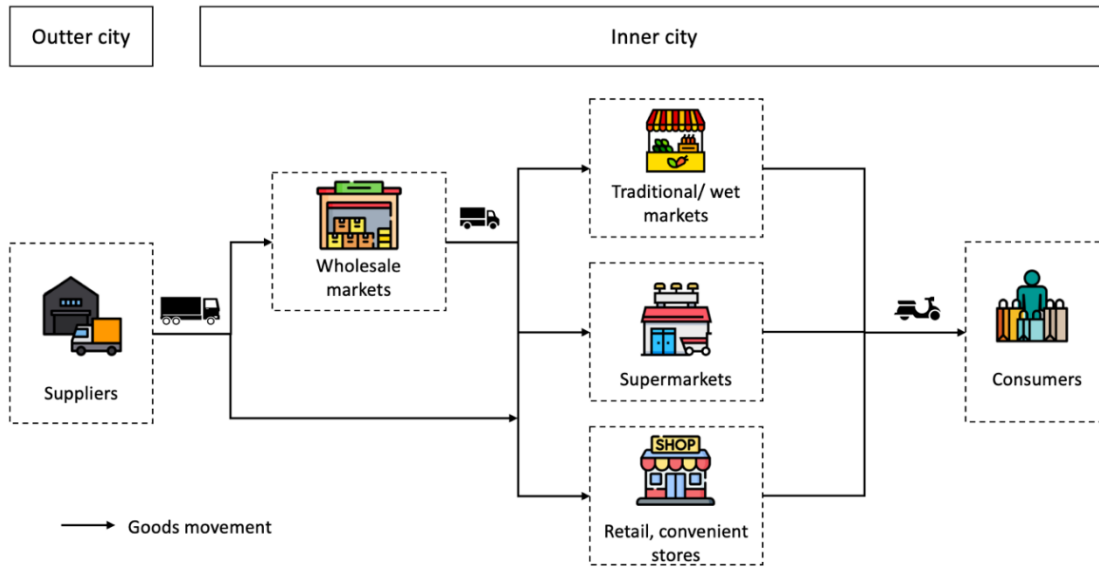 Outter city
Inner city
Traditional/ wet
markets
Wholesale
markets
Suppliers
Supermarkets
Consumers
SHOP
Retail, convenient
stores
Goods movement